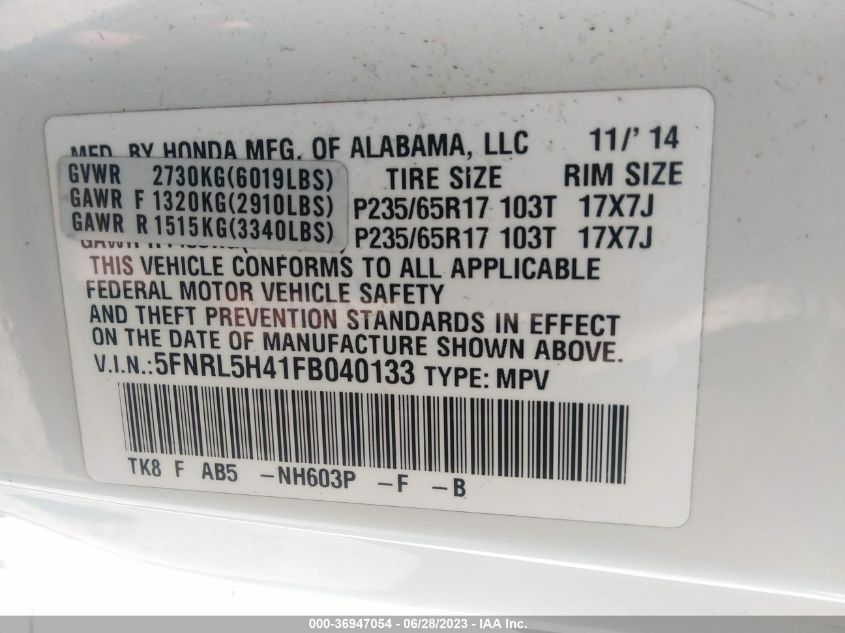 MFD. BY HONDA MFG. OF ALABAMA, LLC 11/' 14
GVWR 2730KG(6019LBS) TIRE SIZE RIM SIZE
GAWR F 1320KG(2910LBS) P235/65R17 103T 17X7J
GAWR R 1515KG(3340LBS) P235/65R17 103T 17X7J
GAWR R
THIS VEHICLE CONFORMS TO ALL APPLICABLE
FEDERAL MOTOR VEHICLE SAFETY
AND THEFT PREVENTION STANDARDS IN EFFECT
ON THE DATE OF MANUFACTURE SHOWN ABOVE.
V.I.N.:5FNRL5H41FB040133 TYPE: MPV
TK8 F AB5 -NH603P -F -B
000-36947054 - 06/28/2023 - IAA Inc.